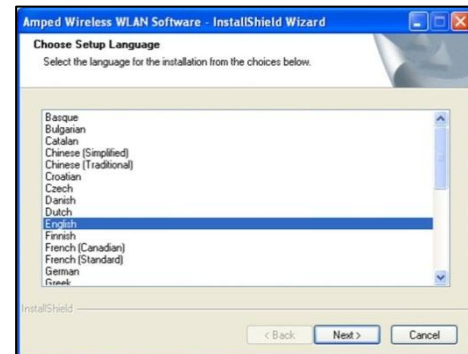 Amped Wireless WLAN Software - InstallShield Wizard
Choose Setup Language
Select the language for the installation from the choices below.
Basque
Bulgarian
Catalan
Chinese (Simplified)
Chinese (Traditional)
Croatian
Czech
Danish
Dutch
English
Finnish
French (Canadian)
French (Standard)
German
Greek
InstallShield
< Back Next > Cancel